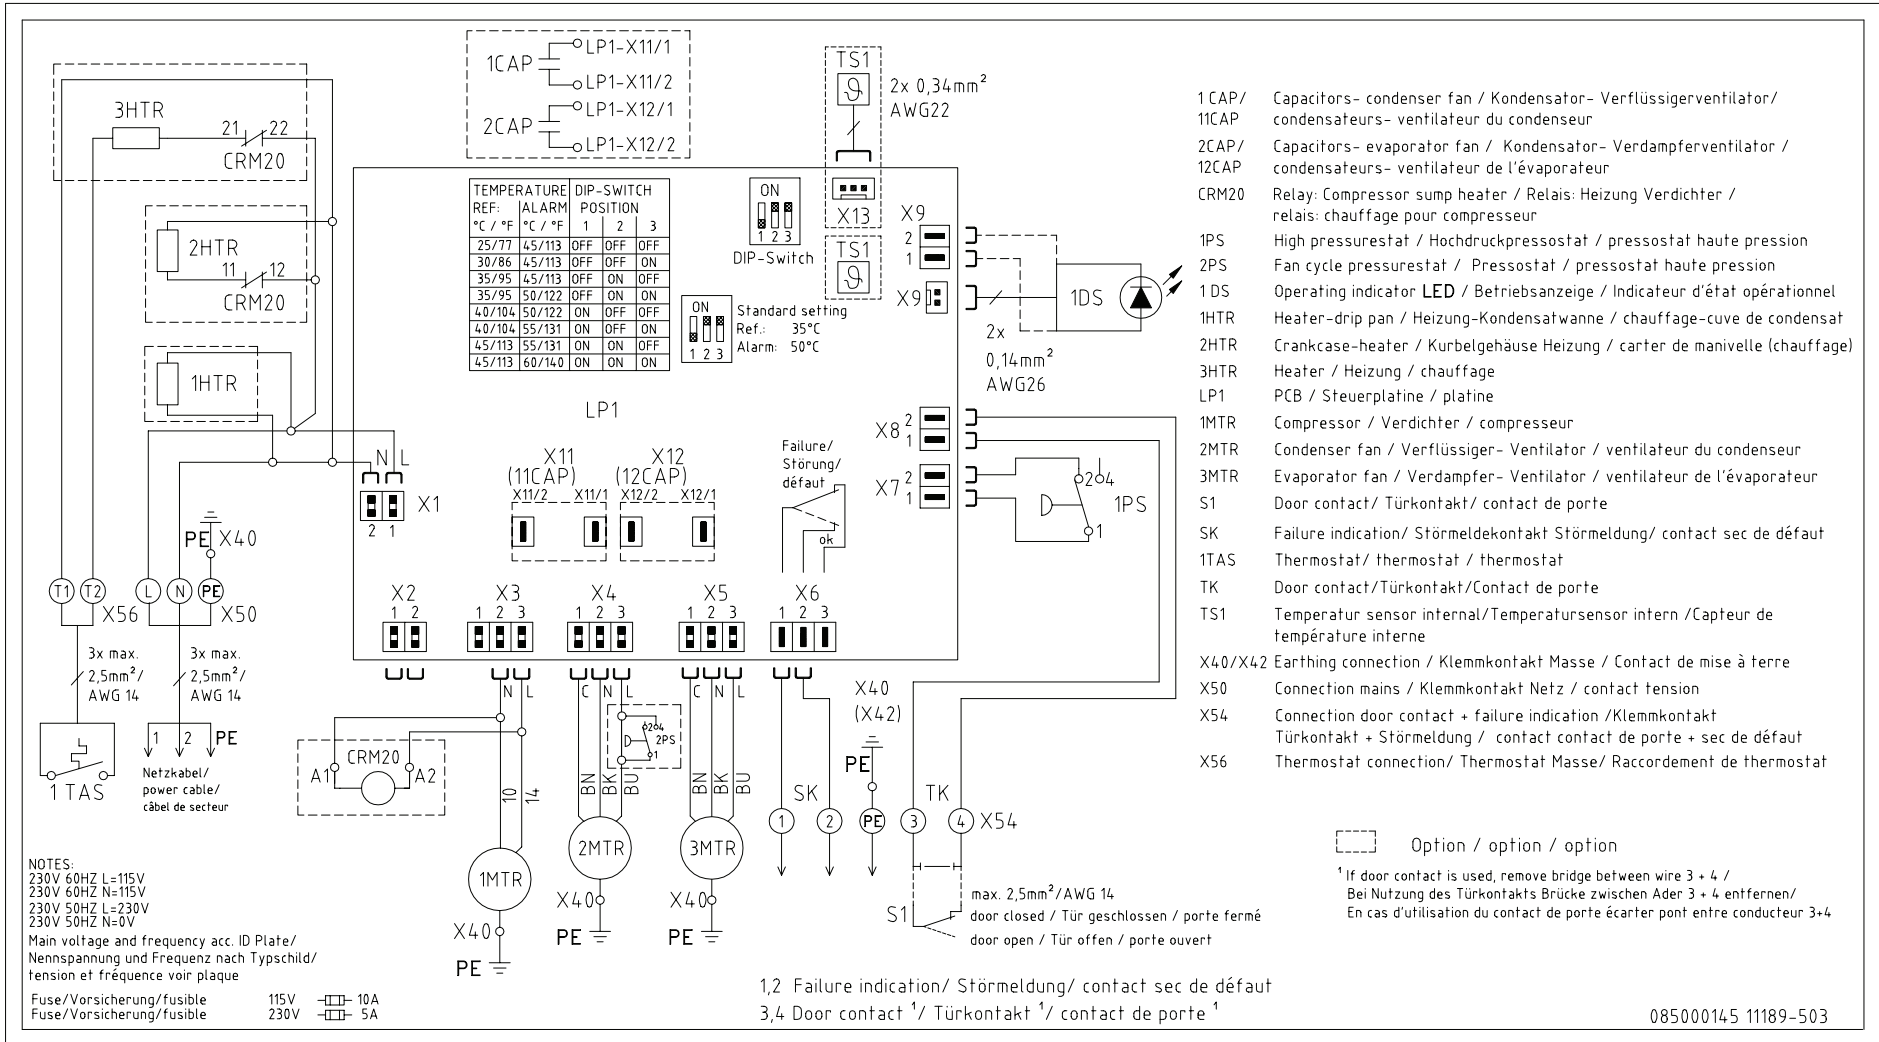 3HTR
21 22
CRM20
2HTR
11 12
CRM20
1HTR
1CAP
LP1-X11/1
LP1-X11/2
2CAP
LP1-X12/1
LP1-X12/2
TS1
ϑ
2x 0,34mm²
AWG22
X13
TS1
ϑ
TEMPERATURE DIP-SWITCH
REF: ALARM POSITION
°C / °F °C / °F 1 2 3
25/77 45/113 OFF OFF OFF
30/86 45/113 OFF OFF ON
35/95 45/113 OFF ON OFF
35/95 50/122 OFF ON ON
40/104 50/122 ON OFF OFF
40/104 55/131 ON OFF ON
45/113 55/131 ON ON OFF
45/113 60/140 ON ON ON
ON
1 2 3
DIP-Switch
ON
1 2 3
Standard setting
Ref.: 35°C
Alarm: 50°C
LP1
X9
2
1
X9
1DS
2x
0,14mm²
AWG26
X8
2
1
X7
2
1
2 4
1PS
1
Failure/
Störung/
défaut
ok
X11
(11CAP)
X11/2 X11/1
X12
(12CAP)
X12/2 X12/1
N L
X1
2 1
PE X40
T1 T2 X56
L N PE X50
X2
1 2
X3
1 2 3
X4
1 2 3
X5
1 2 3
X6
1 2 3
3x max.
2,5mm²/
AWG 14
3x max.
2,5mm²/
AWG 14
1 2 PE
1 TAS
Netzkabel/
power cable/
câbel de secteur
N L
CRM20
A1 A2
10 14
1MTR
X40
PE
C N L
2 4
2PS
1
BN BK BU
2MTR
X40
PE
C N L
BN BK BU
3MTR
X40
PE
X40
(X42)
PE
SK
TK
1 2 PE 3 4 X54
S1
max. 2,5mm²/AWG 14
door closed / Tür geschlossen / porte fermé
door open / Tür offen / porte ouvert
NOTES:
230V 60HZ L=115V
230V 60HZ N=115V
230V 50HZ L=230V
230V 50HZ N=0V
Main voltage and frequency acc. ID Plate/
Nennspannung und Frequenz nach Typschild/
tension et fréquence voir plaque
Fuse/Vorsicherung/fusible 115V 10A
Fuse/Vorsicherung/fusible 230V 5A
1,2 Failure indication/ Störmeldung/ contact sec de défaut
3,4 Door contact ¹/ Türkontakt ¹/ contact de porte ¹
1 CAP/ Capacitors- condenser fan / Kondensator- Verflüssigerventilator/
11CAP condensateurs- ventilateur du condenseur
2CAP/ Capacitors- evaporator fan / Kondensator- Verdampferventilator /
12CAP condensateurs- ventilateur de l'évaporateur
CRM20 Relay: Compressor sump heater / Relais: Heizung Verdichter /
relais: chauffage pour compresseur
1PS High pressurestat / Hochdruckpressostat / pressostat haute pression
2PS Fan cycle pressurestat / Pressostat / pressostat haute pression
1 DS Operating indicator LED / Betriebsanzeige / Indicateur d'état opérationnel
1HTR Heater-drip pan / Heizung-Kondensatwanne / chauffage-cuve de condensat
2HTR Crankcase-heater / Kurbelgehäuse Heizung / carter de manivelle (chauffage)
3HTR Heater / Heizung / chauffage
LP1 PCB / Steuerplatine / platine
1MTR Compressor / Verdichter / compresseur
2MTR Condenser fan / Verflüssiger- Ventilator / ventilateur du condenseur
3MTR Evaporator fan / Verdampfer- Ventilator / ventilateur de l'évaporateur
S1 Door contact/ Türkontakt/ contact de porte
SK Failure indication/ Störmeldekontakt Störmeldung/ contact sec de défaut
1TAS Thermostat/ thermostat / thermostat
TK Door contact/Türkontakt/Contact de porte
TS1 Temperatur sensor internal/Temperatursensor intern /Capteur de
température interne
X40/X42 Earthing connection / Klemmkontakt Masse / Contact de mise à terre
X50 Connection mains / Klemmkontakt Netz / contact tension
X54 Connection door contact + failure indication /Klemmkontakt
Türkontakt + Störmeldung / contact contact de porte + sec de défaut
X56 Thermostat connection/ Thermostat Masse/ Raccordement de thermostat
Option / option / option
¹ If door contact is used, remove bridge between wire 3 + 4 /
Bei Nutzung des Türkontakts Brücke zwischen Ader 3 + 4 entffernen/
En cas d'utilisation du contact de porte écarter pont entre conducteur 3+4
085000145 11189-503